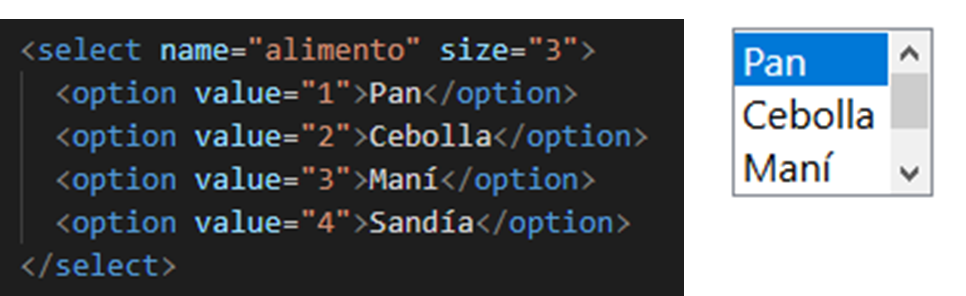 <select name="alimento" size="3">
<option value="1">Pan</option>
<option value="2">Cebolla</option>
<option value="3">Maní</option>
<option value="4">Sandía</option>
</select>
Pan
Cebolla
Maní